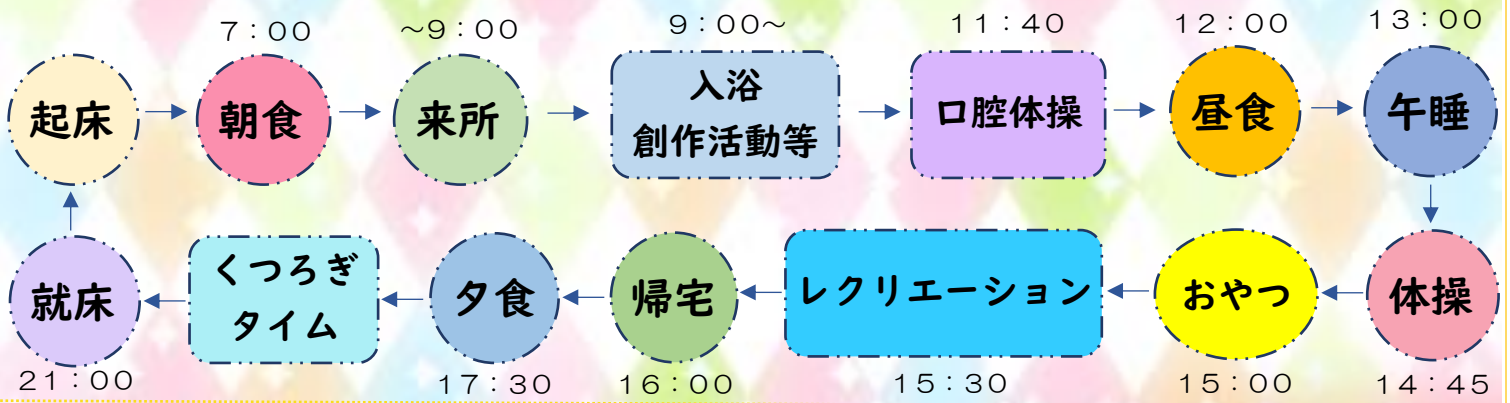 7：00
～9：00
9：00～
11：40
12：00
13：00
起床
朝食
来所
入浴
創作活動等
口腔体操
昼食
午睡
体操
おやつ
レクリエーション
帰宅
夕食
くつろぎ
タイム
就床
14：45
15：00
15：30
16：00
17：30
21：00